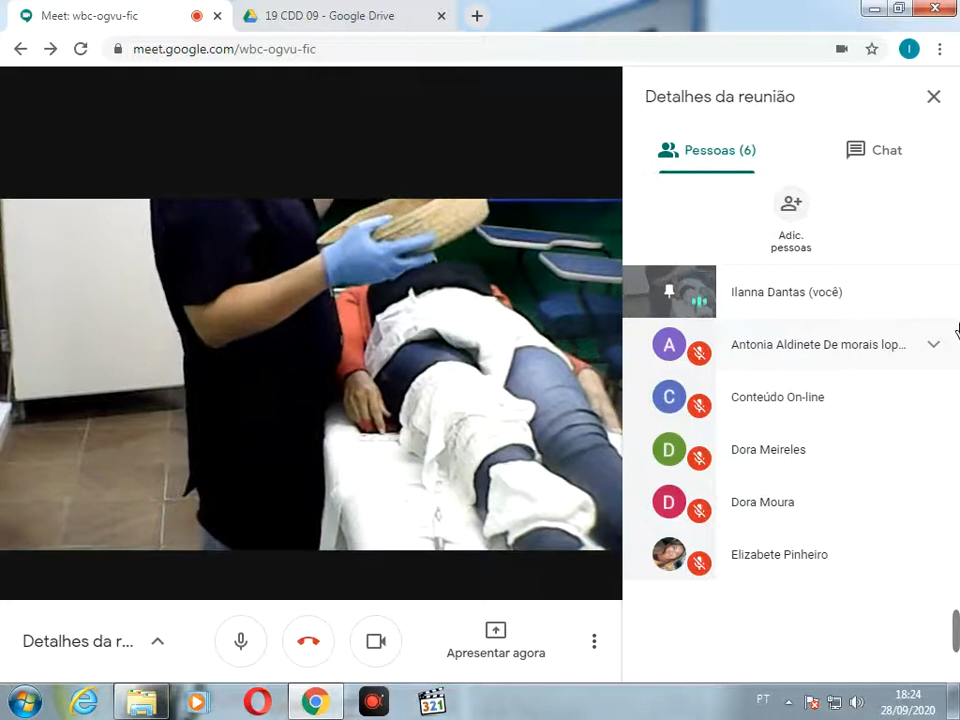 Meet: wbc-ogvu-fic
19 CDD 09 - Google Drive
meet.google.com/wbc-ogvu-fic
I
Detalhes da reunião
Pessoas (6)
Chat
Adic.
pessoas
Ilanna Dantas (você)
A
Antonia Aldinete De morais lop...
C
Conteúdo On-line
D
Dora Meireles
D
Dora Moura
Elizabete Pinheiro
Detalhes da r...
Apresentar agora
321
PT
18:24
28/09/2020